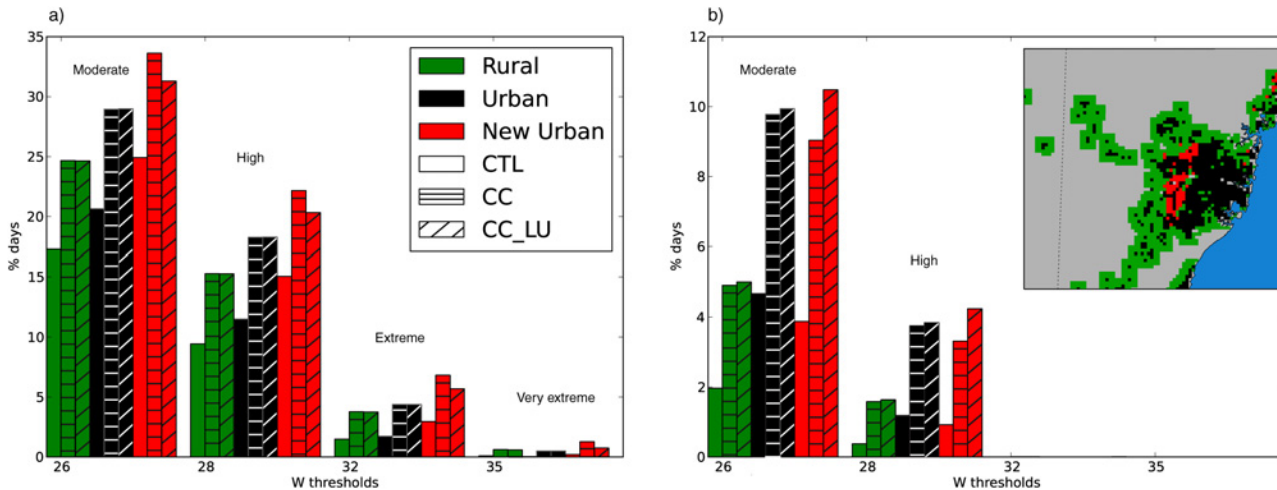 a)
35
30
25
20
15
10
5
0
% days
Moderate
High
Extreme
Very extreme
Rural
Urban
New Urban
CTL
CC
CC_LU
26
28
32
35
W thresholds
b)
12
10
8
6
4
2
0
% days
Moderate
High
26
28
32
35
W thresholds